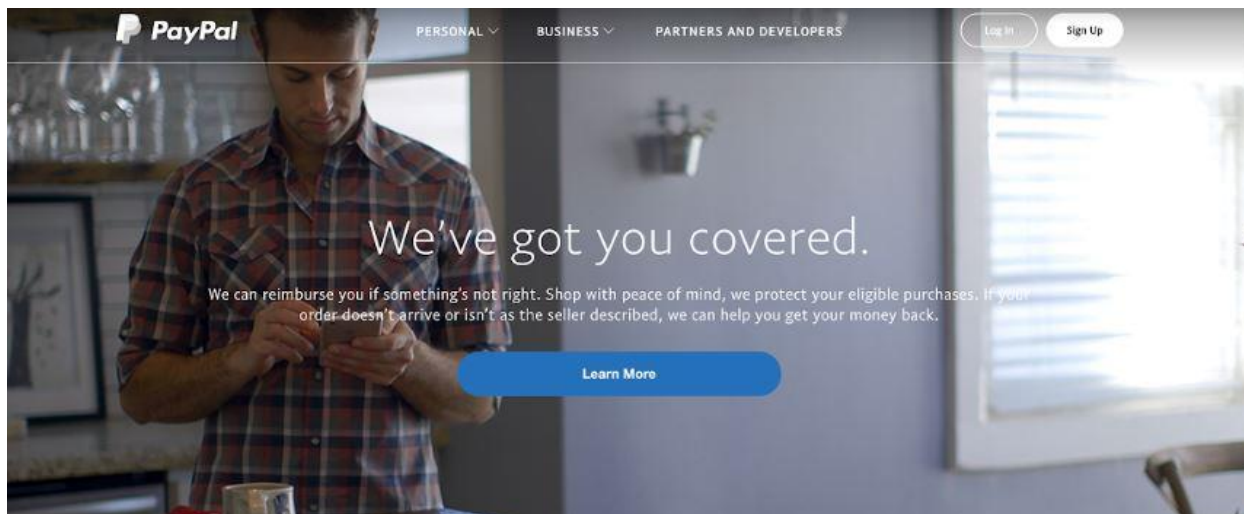 PayPal
PERSONAL
BUSINESS
PARTNERS AND DEVELOPERS
Log In
Sign Up
We've got you covered.
We can reimburse you if something's not right. Shop with peace of mind, we protect your eligible purchases. If your
order doesn't arrive or isn't as the seller described, we can help you get your money back.
Learn More